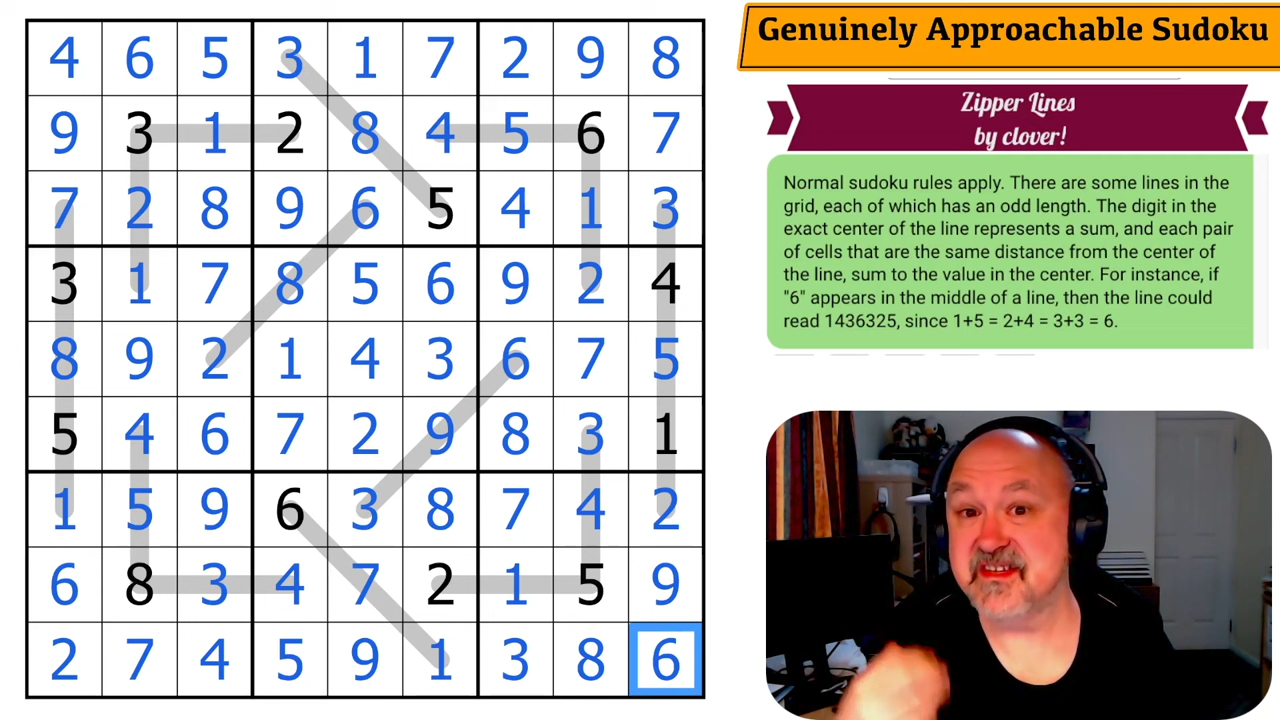 Genuinely Approachable Sudoku
Zipper Lines
by clover!
Normal sudoku rules apply. There are some lines in the
grid, each of which has an odd length. The digit in the
exact center of the line represents a sum, and each pair
of cells that are the same distance from the center of
the line, sum to the value in the center. For instance, if
"6" appears in the middle of a line, then the line could
read 1436325, since 1+5 = 2+4 = 3+3 = 6.
4 6 5 3 1 7 2 9 8
9 3 1 2 8 4 5 6 7
7 2 8 9 6 5 4 1 3
3 1 7 8 5 6 9 2 4
8 9 2 1 4 3 6 7 5
5 4 6 7 2 9 8 3 1
1 5 9 6 3 8 7 4 2
6 8 3 4 7 2 1 5 9
2 7 4 5 9 1 3 8 6